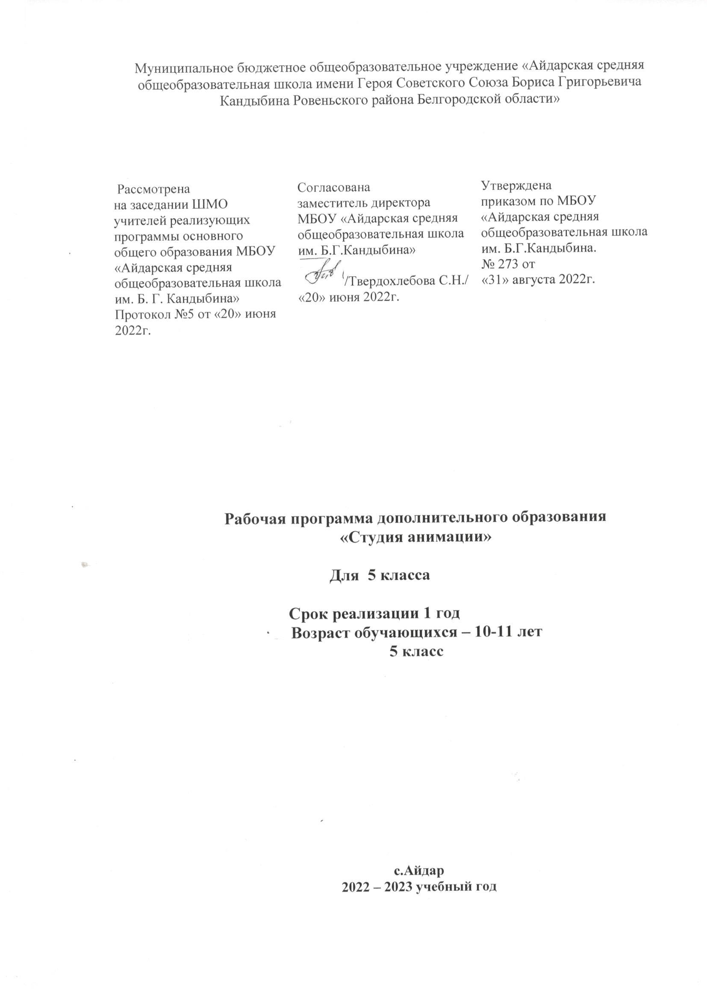 Муниципальное бюджетное общеобразовательное учреждение «Айдарская средняя
общеобразовательная школа имени Героя Советского Союза Бориса Григорьевича
Кандыбина Ровеньского района Белгородской области»
Рассмотрена
на заседании ШМО
учителей реализующих
программы основного
общего образования МБОУ
«Айдарская средняя
общеобразовательная школа
им. Б. Г. Кандыбина»
Протокол №5 от «20» июня
2022г.
Согласована
заместитель директора
МБОУ «Айдарская средняя
общеобразовательная школа
им. Б.Г.Кандыбина»
/Твердохлебова С.Н./
«20» июня 2022г.
Утверждена
приказом по МБОУ
«Айдарская средняя
общеобразовательная школа
им. Б.Г.Кандыбина.
№ 273 от
«31» августа 2022г.
Рабочая программа дополнительного образования
«Студия анимации»
Для 5 класса
Срок реализации 1 год
Возраст обучающихся – 10-11 лет
5 класс
с.Айдар
2022 – 2023 учебный год